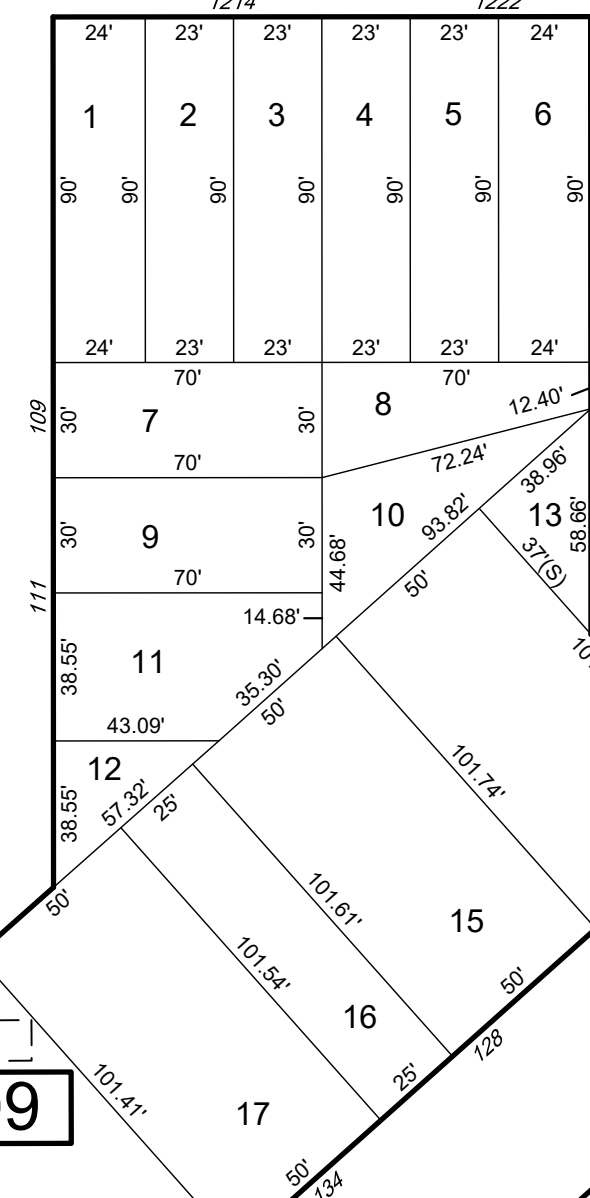 1214 1222
24' 23' 23' 23' 23' 24'
1 2 3 4 5 6
90' 90' 90' 90' 90' 90' 90'
24' 23' 23' 23' 23' 24'
70' 70'
109 30' 7 30' 8 12.40'
70' 72.24' 38.96'
9 10 93.82' 13 58.66'
30' 30' 44.68' 50' 37'(S)
111 70'
14.68'
38.55' 11 35.30' 50'
43.09'
12 57.32' 25' 101.74'
38.55'
50' 101.61' 15
101.54' 50'
16 128
101.41' 25'
9
17
50' 134